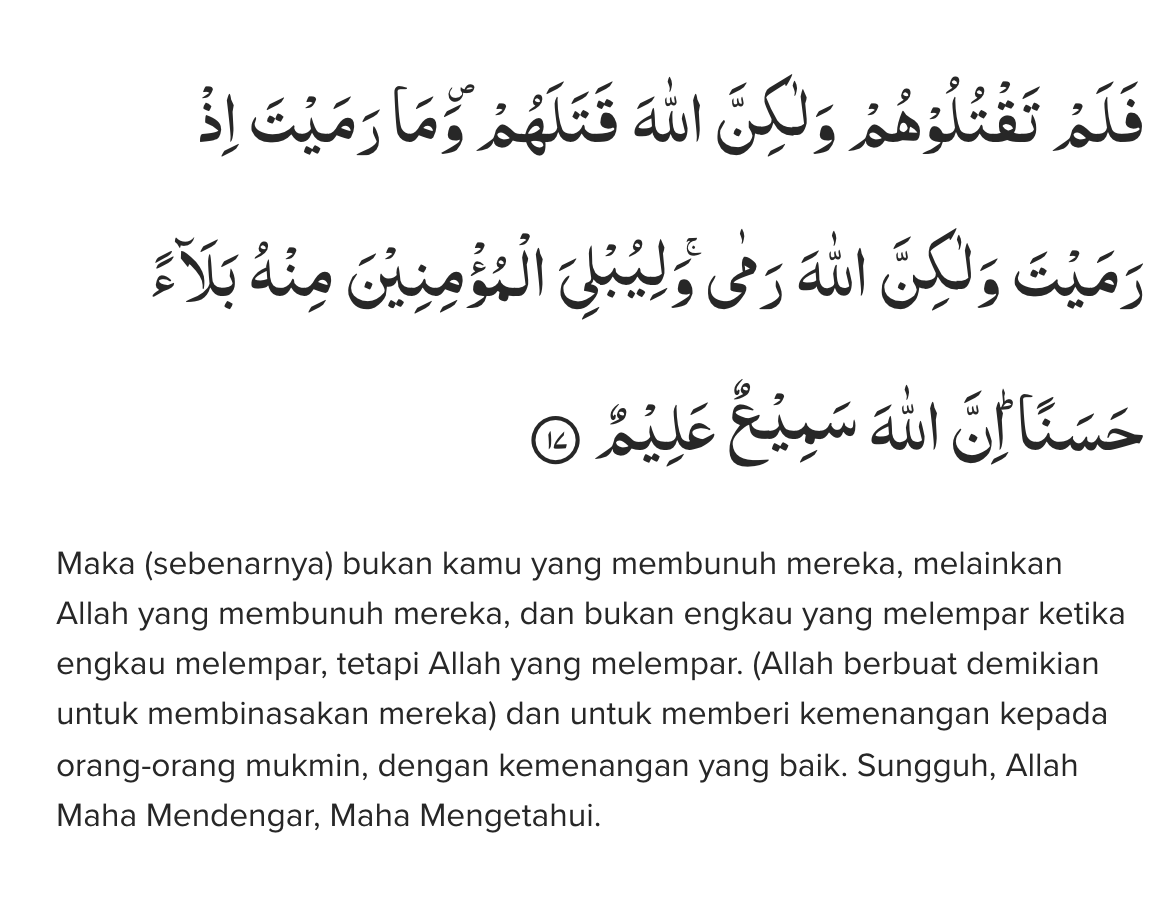 فَلَمْ تَقْتُلُوْهُمْ وَلٰكِنَّ اللّٰهَ قَتَلَهُمْ ۖوَمَا رَمَيْتَ اِذْ
رَمَيْتَ وَلٰكِنَّ اللّٰهَ رَمٰى ۚوَلِيُبْلِيَ الْمُؤْمِنِيْنَ مِنْهُ بَلَاۤءً
حَسَنًاۗ اِنَّ اللّٰهَ سَمِيْعٌ عَلِيْمٌ ١٧
Maka (sebenarnya) bukan kamu yang membunuh mereka, melainkan
Allah yang membunuh mereka, dan bukan engkau yang melempar ketika
engkau melempar, tetapi Allah yang melempar. (Allah berbuat demikian
untuk membinasakan mereka) dan untuk memberi kemenangan kepada
orang-orang mukmin, dengan kemenangan yang baik. Sungguh, Allah
Maha Mendengar, Maha Mengetahui.